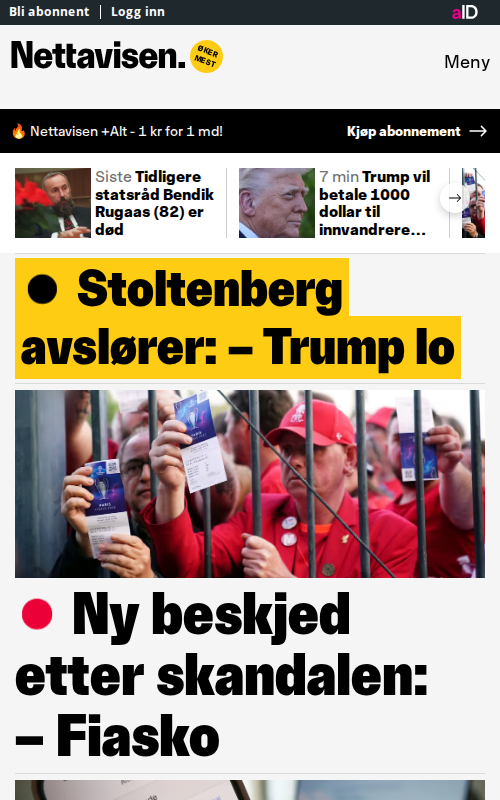 Bli abonnent | Logg inn
aID
Nettavisen.
ØKER
MEST
Meny
Nettavisen +Alt - 1 kr for 1 md!
Kjøp abonnement
Siste Tidligere
statsråd Bendik
Rugaas (82) er
død
7 min Trump vil
betale 1000
dollar til
innvandrere...
Stoltenberg
avslører: – Trump lo
PARIS
PARIS
Ny beskjed
etter skandalen:
– Fiasko